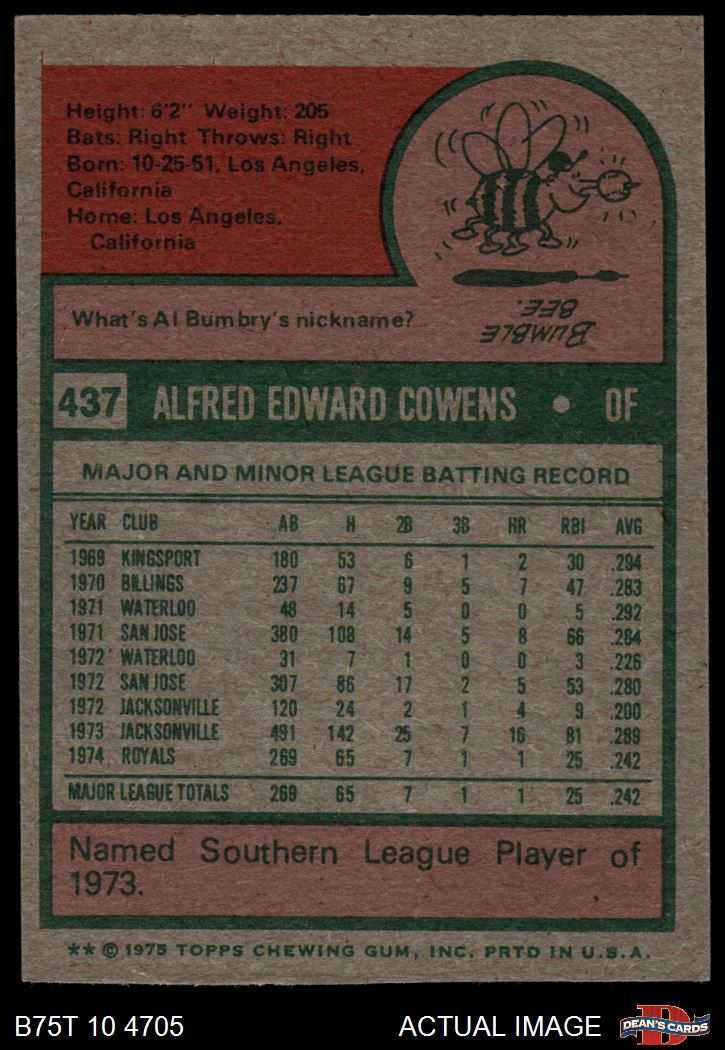 Height: 6'2" Weight: 205
Bats: Right Throws: Right
Born: 10-25-51, Los Angeles,
California
Home: Los Angeles,
California
What's Al Bumbry's nickname?
BUMBLE
BEE.
437 ALFRED EDWARD COWENS • OF
MAJOR AND MINOR LEAGUE BATTING RECORD
YEAR CLUB AB H 2B 3B HR RBI AVG
1969 KINGSPORT 180 53 6 1 2 30 .294
1970 BILLINGS 237 67 9 5 7 47 .283
1971 WATERLOO 48 14 5 0 0 5 .292
1971 SAN JOSE 380 108 14 5 8 66 .284
1972 WATERLOO 31 7 1 0 0 3 .226
1972 SAN JOSE 307 86 17 2 5 53 .280
1972 JACKSONVILLE 120 24 2 1 4 9 .200
1973 JACKSONVILLE 491 142 25 7 16 81 .289
1974 ROYALS 269 65 7 1 1 25 .242
MAJOR LEAGUE TOTALS 269 65 7 1 1 25 .242
Named Southern League Player of
1973.
** © 1975 TOPPS CHEWING GUM, INC. PRTD IN U.S.A.
B75T 10 4705 ACTUAL IMAGE DEAN'S CARDS